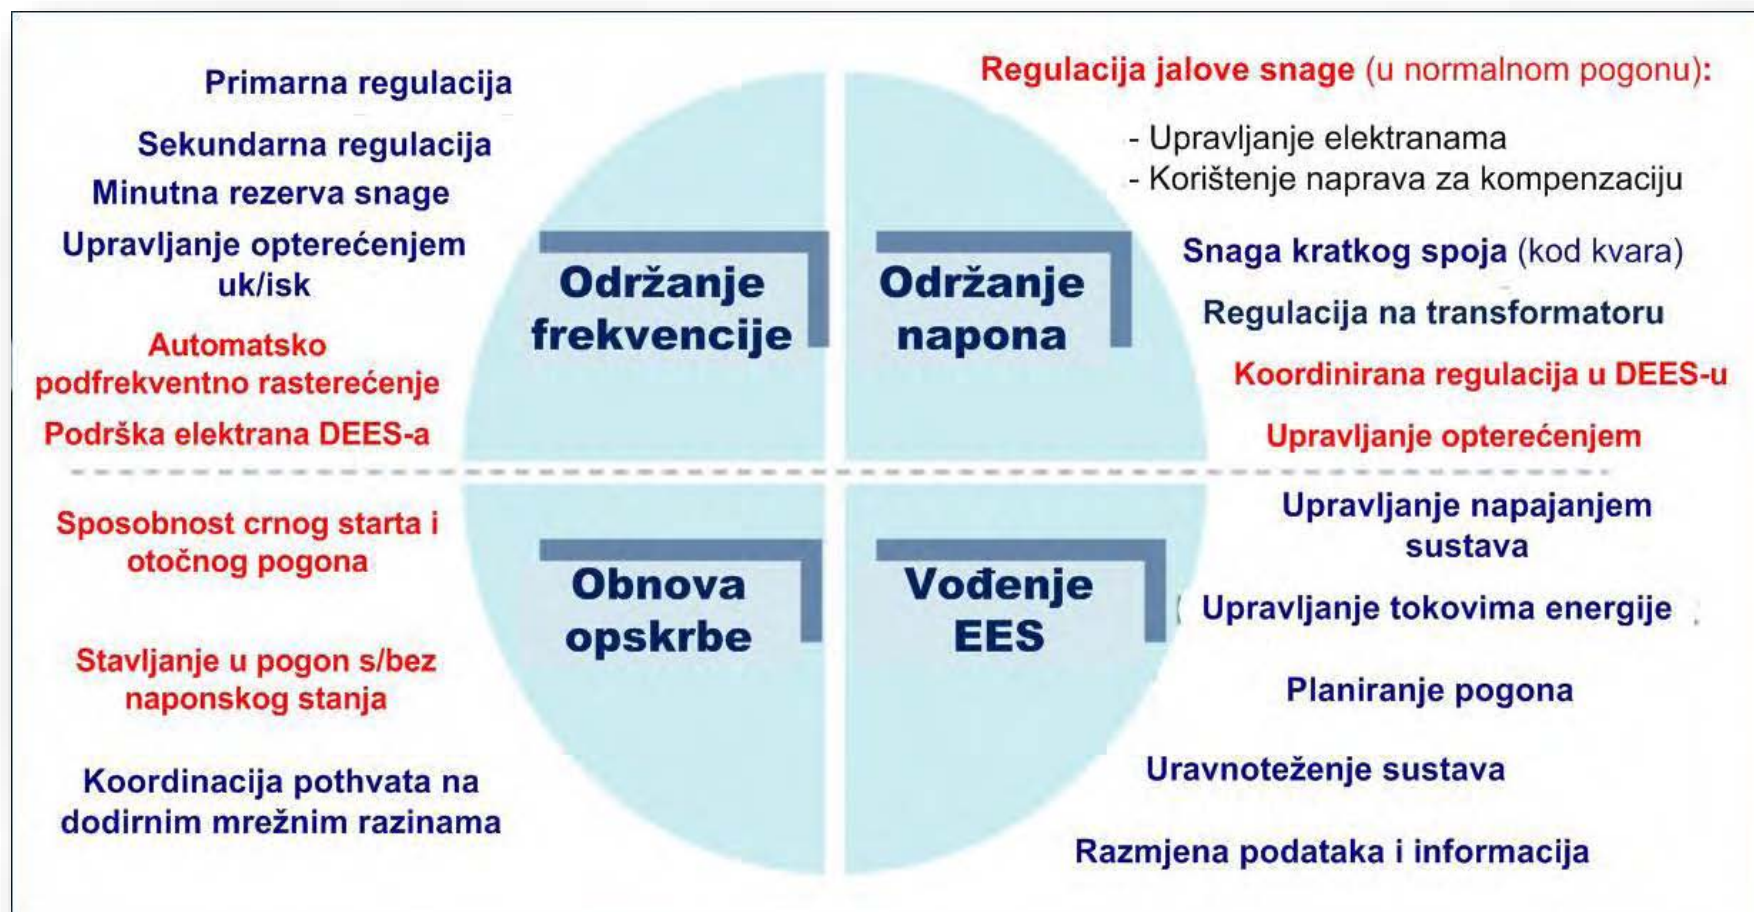 Primarna regulacija
Sekundarna regulacija
Minutna rezerva snage
Upravljanje opterećenjem
uk/isk
Automatsko
podfrekventno rasterećenje
Podrška elektrana DEES-a
Održanje
frekvencije
Održanje
napona
Regulacija jalove snage (u normalnom pogonu):
- Upravljanje elektranama
- Korištenje naprava za kompenzaciju
Snaga kratkog spoja (kod kvara)
Regulacija na transformatoru
Koordinirana regulacija u DEES-u
Upravljanje opterećenjem
Sposobnost crnog starta i
otočnog pogona
Stavljanje u pogon s/bez
naponskog stanja
Koordinacija pothvata na
dodirnim mrežnim razinama
Obnova
opskrbe
Vođenje
EES
Upravljanje napajanjem
sustava
Upravljanje tokovima energije
Planiranje pogona
Uravnoteženje sustava
Razmjena podataka i informacija